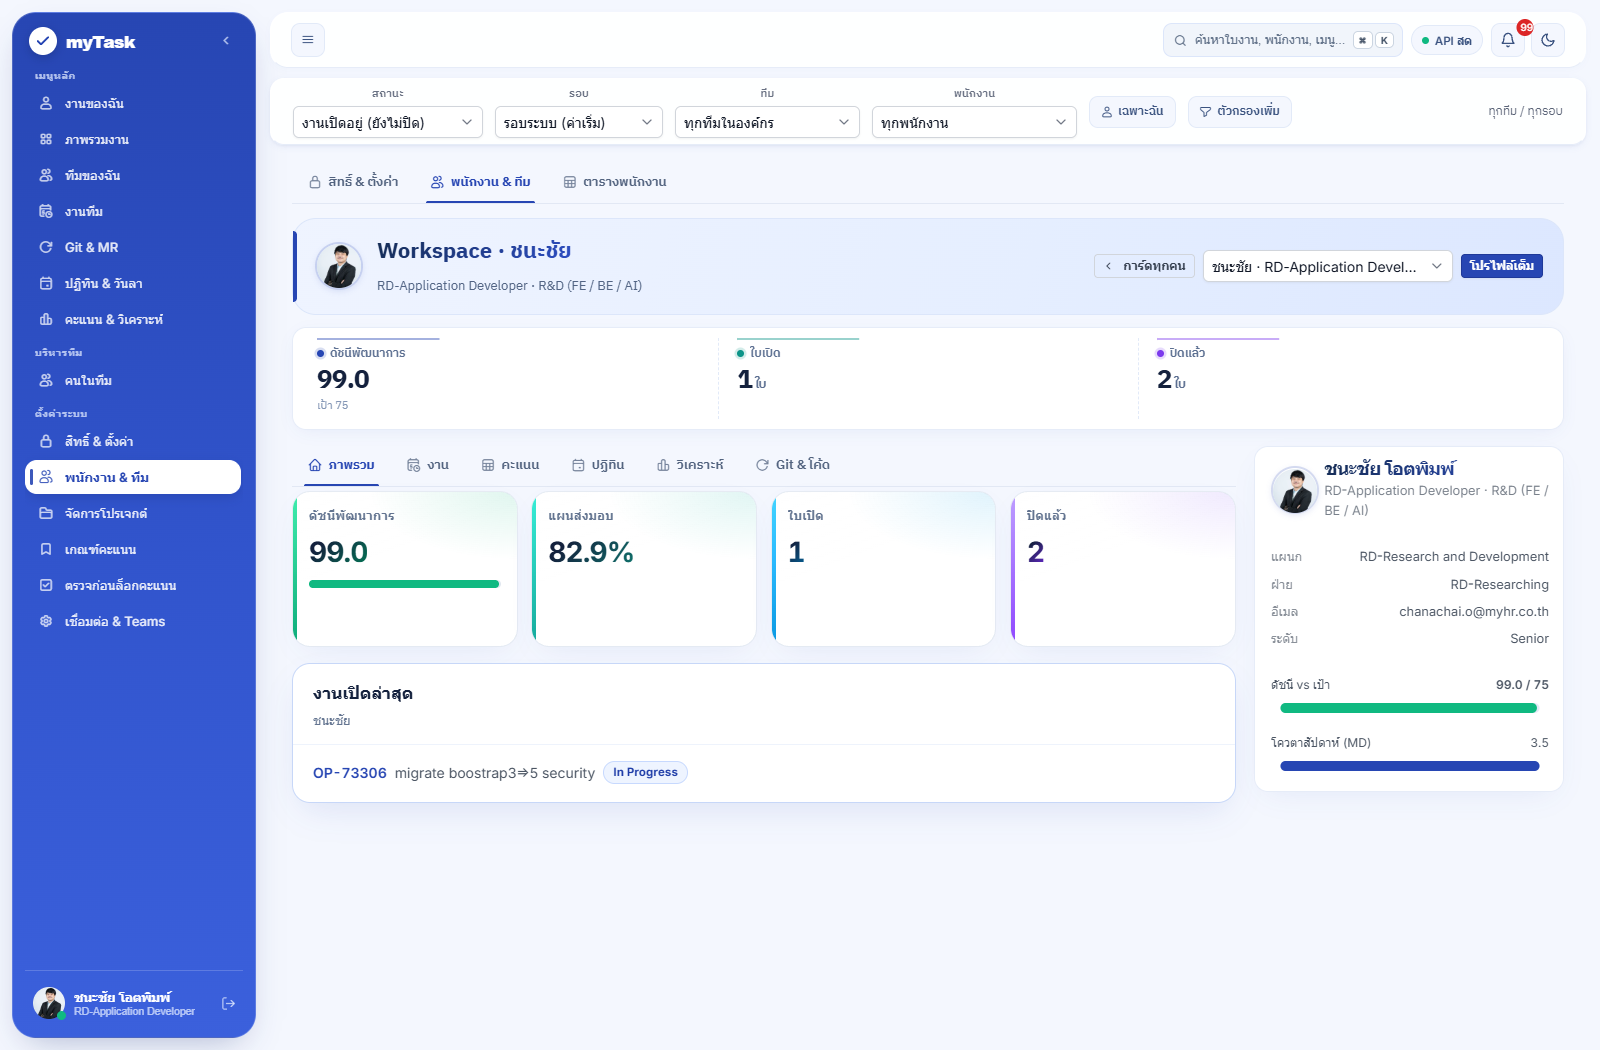 myTask
เมนูหลัก
งานของฉัน
ภาพรวมงาน
ทีมของฉัน
งานทีม
Git & MR
ปฏิทิน & วันลา
คะแนน & วิเคราะห์
บริหารทีม
คนในทีม
ตั้งค่าระบบ
สิทธิ์ & ตั้งค่า
พนักงาน & ทีม
จัดการโปรเจกต์
เกณฑ์คะแนน
ตรวจก่อนล็อกคะแนน
เชื่อมต่อ & Teams
ชนะชัย โอตพิมพ์
RD-Application Developer
ค้นหาใบงาน, พนักงาน, เมนู... ⌘ K
API สด
99
สถานะ รอบ ทีม พนักงาน
งานเปิดอยู่ (ยังไม่ปิด) รอบระบบ (ค่าเริ่ม) ทุกทีมในองค์กร ทุกพนักงาน เฉพาะฉัน ตัวกรองเพิ่ม ทุกทีม / ทุกรอบ
สิทธิ์ & ตั้งค่า พนักงาน & ทีม ตารางพนักงาน
Workspace · ชนะชัย
RD-Application Developer · R&D (FE / BE / AI)
การ์ดทุกคน ชนะชัย · RD-Application Devel... โปรไฟล์เต็ม
ดัชนีพัฒนาการ
99.0
เป้า 75
ใบเปิด
1 ใบ
ปิดแล้ว
2 ใบ
ภาพรวม งาน คะแนน ปฏิทิน วิเคราะห์ Git & โค้ด
ดัชนีพัฒนาการ
99.0
แผนส่งมอบ
82.9%
ใบเปิด
1
ปิดแล้ว
2
งานเปิดล่าสุด
ชนะชัย
OP-73306 migrate boostrap3=>5 security In Progress
ชนะชัย โอตพิมพ์
RD-Application Developer · R&D (FE /
BE / AI)
แผนก RD-Research and Development
ฝ่าย RD-Researching
อีเมล chanachai.o@myhr.co.th
ระดับ Senior
ดัชนี vs เป้า 99.0 / 75
โควตาสัปดาห์ (MD) 3.5